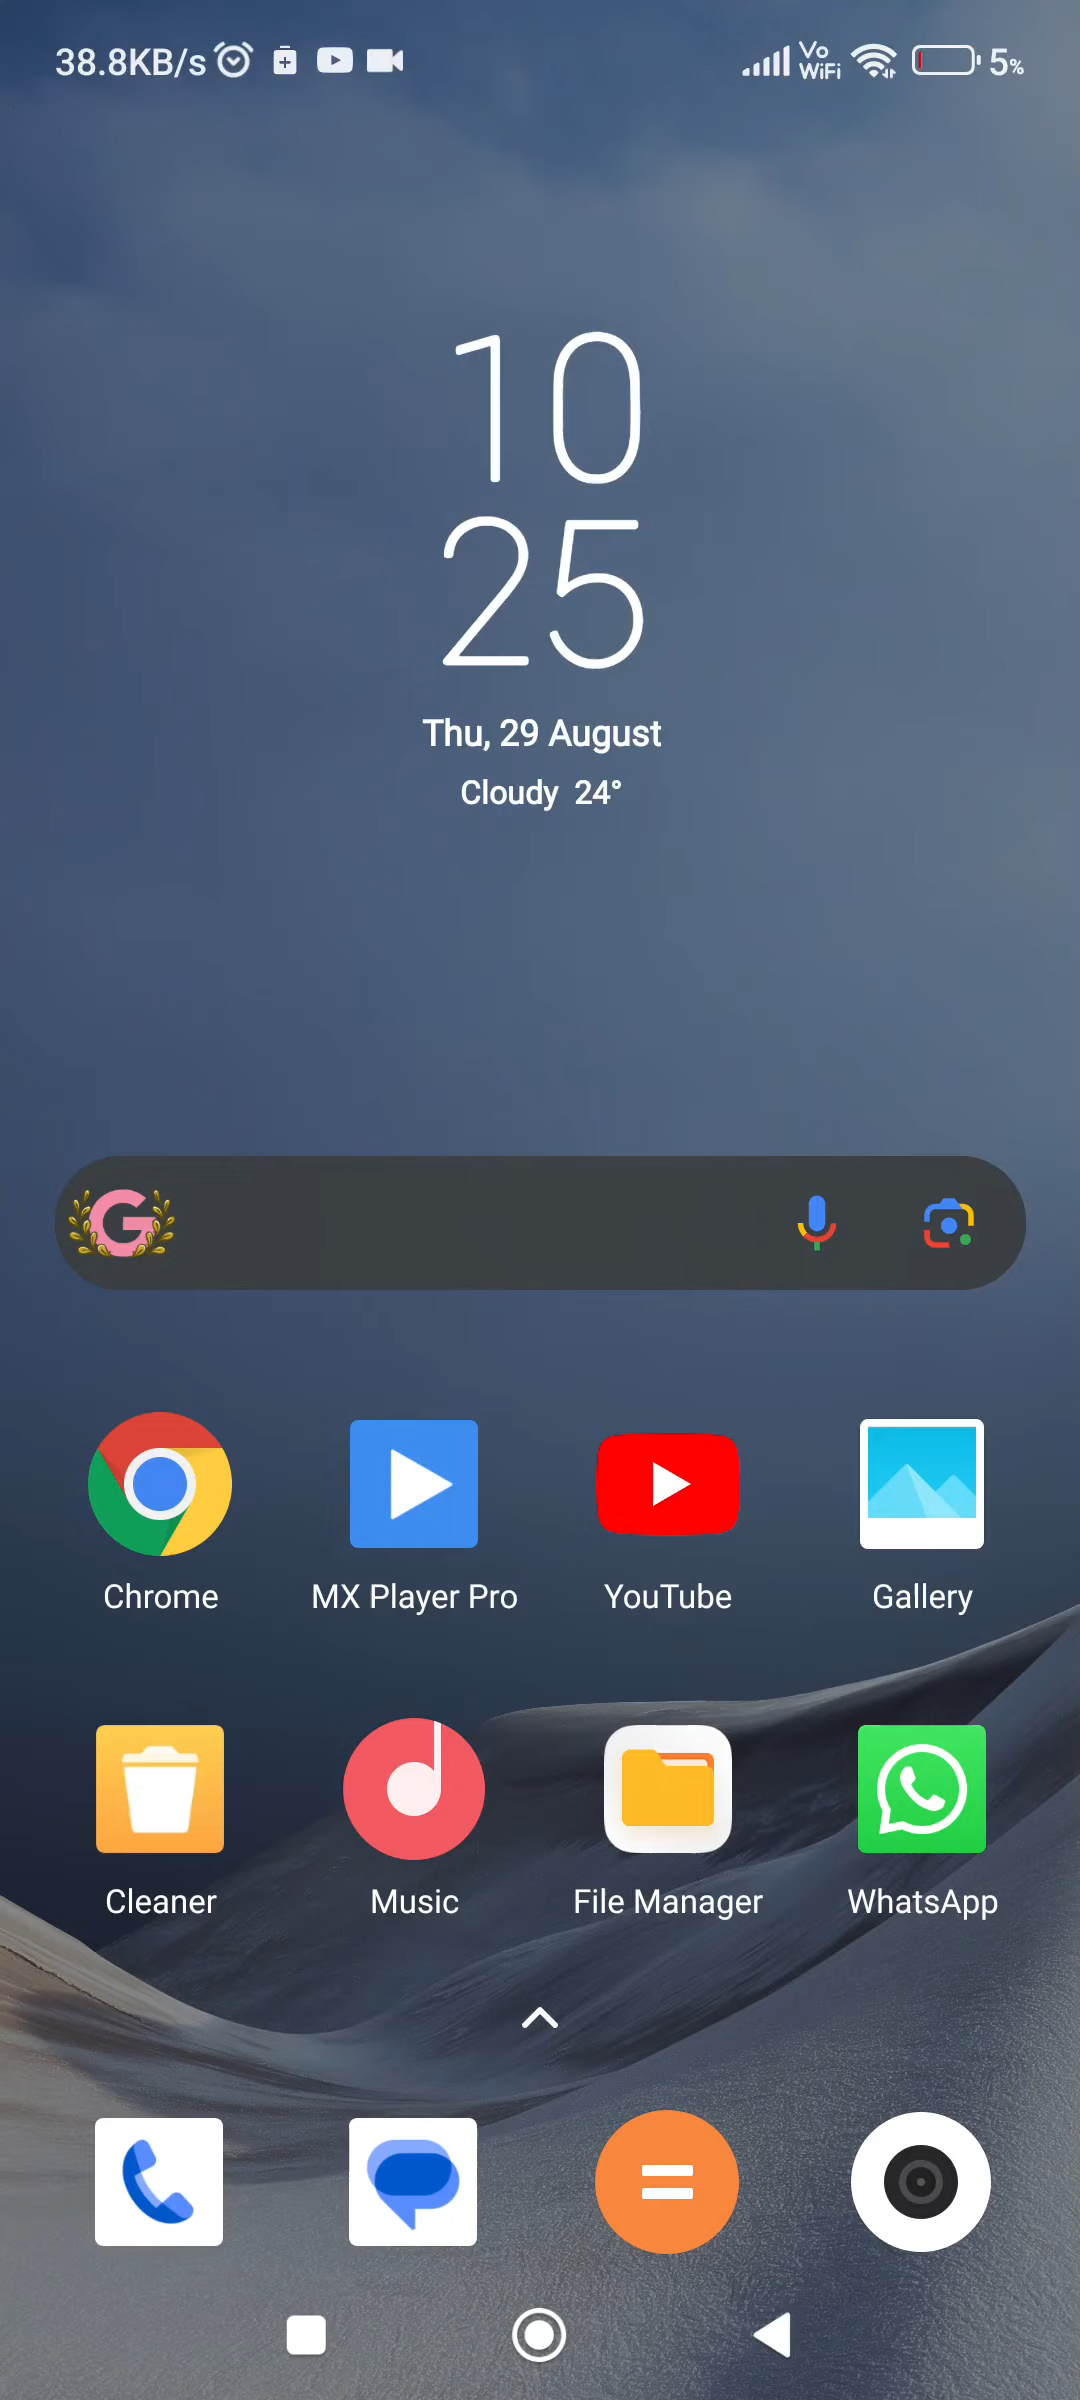 38.8KB/s Vo WiFi 5%
10
25
Thu, 29 August
Cloudy 24°
G
Chrome MX Player Pro YouTube Gallery
Cleaner Music File Manager WhatsApp